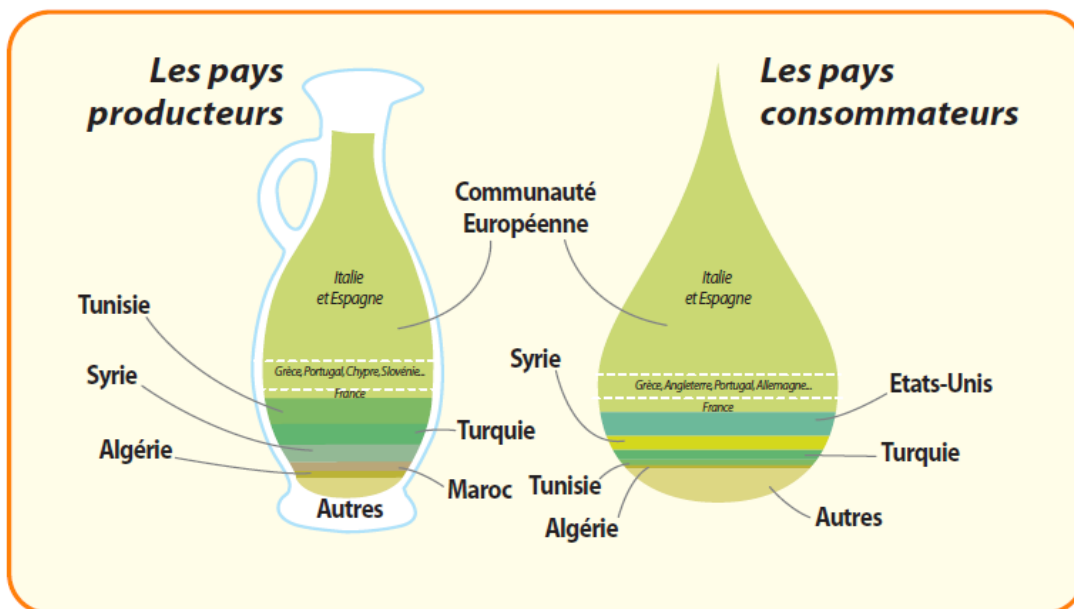 Les pays
producteurs
Les pays
consommateurs
Communauté
Européenne
Italie
et Espagne
Tunisie
Grèce, Portugal, Chypre, Slovénie...
Syrie
France
Turquie
Algérie
Maroc
Autres
Italie
et Espagne
Syrie
Grèce, Angleterre, Portugal, Allemagne...
Etats-Unis
France
Turquie
Tunisie
Algérie
Autres